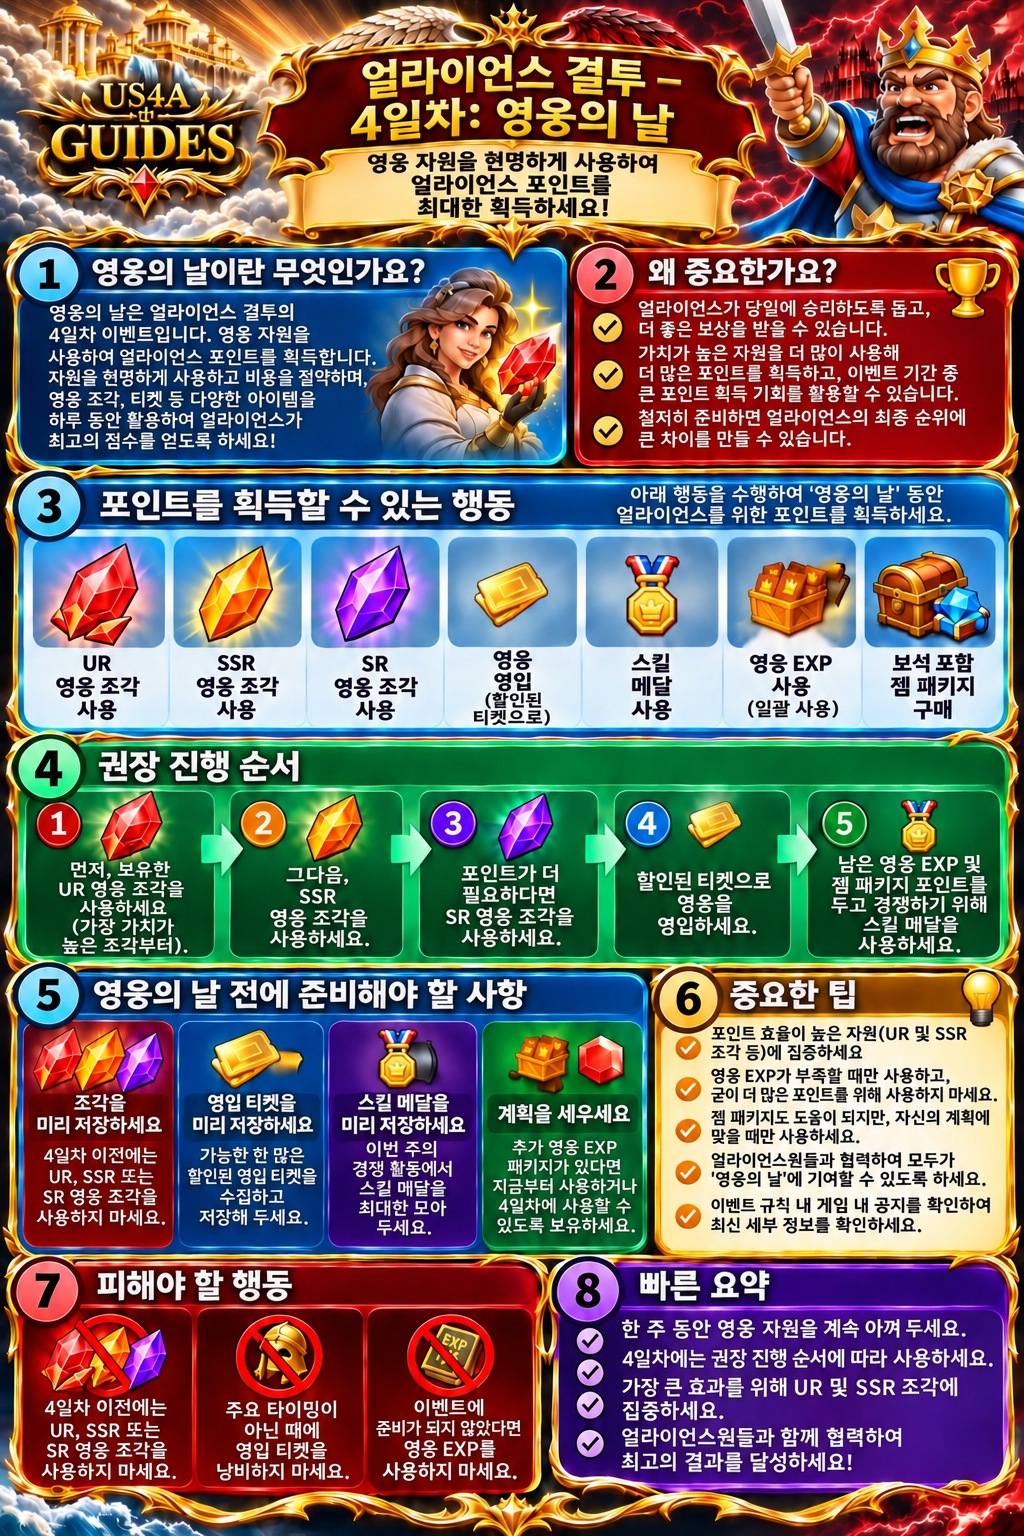 US4A
GUIDES
얼라이언스 결투 –
4일차: 영웅의 날
영웅 자원을 현명하게 사용하여
얼라이언스 포인트를
최대한 획득하세요!
1 영웅의 날이란 무엇인가요?
영웅의 날은 얼라이언스 결투의
4일차 이벤트입니다. 영웅 자원을
사용하여 얼라이언스 포인트를 획득합니다.
자원을 현명하게 사용하고 비용을 절약하며,
영웅 조각, 티켓 등 다양한 아이템을
하루 동안 활용하여 얼라이언스가
최고의 점수를 얻도록 하세요!
2 왜 중요한가요?
얼라이언스가 당일에 승리하도록 돕고,
더 좋은 보상을 받을 수 있습니다.
가치가 높은 자원을 더 많이 사용해
더 많은 포인트를 획득하고, 이벤트 기간 중
큰 포인트 획득 기회를 활용할 수 있습니다.
철저히 준비하면 얼라이언스의 최종 순위에
큰 차이를 만들 수 있습니다.
3 포인트를 획득할 수 있는 행동
아래 행동을 수행하여 '영웅의 날' 동안
얼라이언스를 위한 포인트를 획득하세요.
UR
영웅 조각
사용
SSR
영웅 조각
사용
SR
영웅 조각
사용
영웅
영입
(할인된
티켓으로)
스킬
메달
사용
영웅 EXP
사용
(일괄 사용)
보석 포함
젬 패키지
구매
4 권장 진행 순서
1
먼저, 보유한
UR 영웅 조각을
사용하세요
(가장 가치가
높은 조각부터).
2
그다음,
SSR
영웅 조각을
사용하세요.
3
포인트가 더
필요하다면
SR 영웅 조각을
사용하세요.
4
할인된 티켓으로
영웅을
영입하세요.
5
남은 영웅 EXP 및
젬 패키지 포인트를
두고 경쟁하기 위해
스킬 메달을
사용하세요.
5 영웅의 날 전에 준비해야 할 사항
조각을
미리 저장하세요
4일차 이전에는
UR, SSR 또는
SR 영웅 조각을
사용하지 마세요.
영입 티켓을
미리 저장하세요
가능한 한 많은
할인된 영입 티켓을
수집하고
저장해 두세요.
스킬 메달을
미리 저장하세요
이번 주의
경쟁 활동에서
스킬 메달을
최대한 모아
두세요.
계획을 세우세요
추가 영웅 EXP
패키지가 있다면
지금부터 사용하거나
4일차에 사용할 수
있도록 보유하세요.
6 중요한 팁
포인트 효율이 높은 자원(UR 및 SSR
조각 등)에 집중하세요
영웅 EXP가 부족할 때만 사용하고,
굳이 더 많은 포인트를 위해 사용하지 마세요.
젬 패키지도 도움이 되지만, 자신의 계획에
맞을 때만 사용하세요.
얼라이언스원들과 협력하여 모두가
'영웅의 날'에 기여할 수 있도록 하세요.
이벤트 규칙 내 게임 내 공지를 확인하여
최신 세부 정보를 확인하세요.
7 피해야 할 행동
4일차 이전에는
UR, SSR 또는
SR 영웅 조각을
사용하지 마세요.
주요 타이밍이
아닌 때에
영입 티켓을
낭비하지 마세요.
EXP
이벤트에
준비가 되지 않았다면
영웅 EXP를
사용하지 마세요.
8 빠른 요약
한 주 동안 영웅 자원을 계속 아껴 두세요.
4일차에는 권장 진행 순서에 따라 사용하세요.
가장 큰 효과를 위해 UR 및 SSR 조각에
집중하세요.
얼라이언스원들과 함께 협력하여
최고의 결과를 달성하세요!